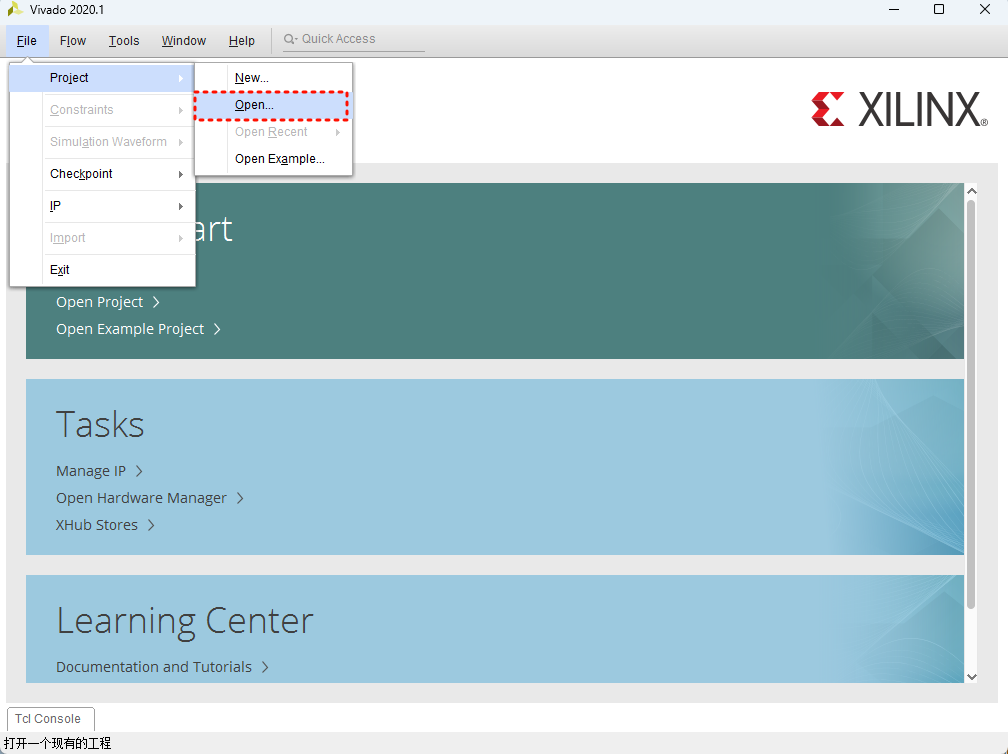 Vivado 2020.1
File Flow Tools Window Help Quick Access
Project
Constraints
Simulation Waveform
Checkpoint
IP
Import
Exit
New...
Open...
Open Recent
Open Example...
XILINX®
art
Open Project
Open Example Project
Tasks
Manage IP
Open Hardware Manager
XHub Stores
Learning Center
Documentation and Tutorials
Tcl Console
打开一个现有的工程